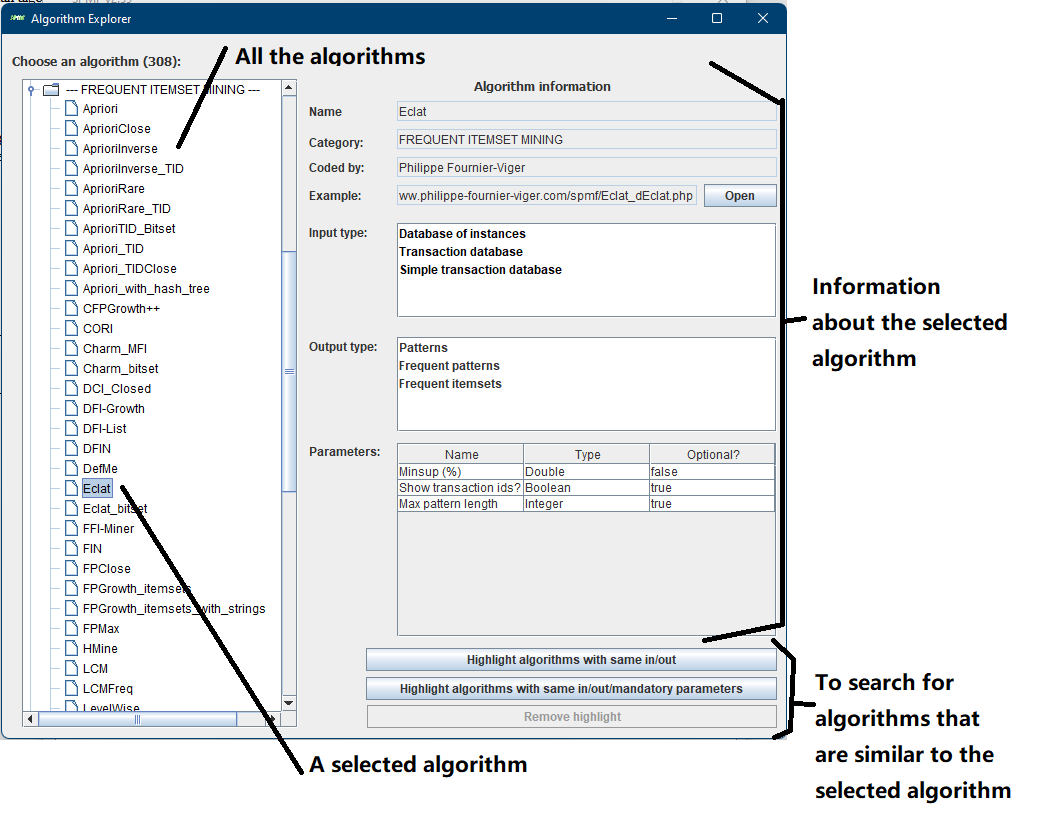 Algorithm Explorer
All the algorithms
Choose an algorithm (308):
--- FREQUENT ITEMSET MINING ---
Apriori
AprioriClose
AprioriInverse
AprioriInverse_TID
AprioriRare
AprioriRare_TID
AprioriTID_Bitset
Apriori_TID
Apriori_TIDClose
Apriori_with_hash_tree
CFPGrowth++
CORI
Charm_MFI
Charm_bitset
DCI_Closed
DFI-Growth
DFI-List
DFIN
DefMe
Eclat
Eclat_bitset
FFI-Miner
FIN
FPClose
FPGrowth_itemsets
FPGrowth_itemsets_with_strings
FPMax
HMine
LCM
LCMFreq
LevelWise
Algorithm information
Name Eclat
Category: FREQUENT ITEMSET MINING
Coded by: Philippe Fournier-Viger
Example: ww.philippe-fournier-viger.com/spmf/Eclat_dEclat.php Open
Input type: Database of instances
Transaction database
Simple transaction database
Output type: Patterns
Frequent patterns
Frequent itemsets
Parameters: Name Type Optional?
Minsup (%) Double false
Show transaction ids? Boolean true
Max pattern length Integer true
Highlight algorithms with same in/out
Highlight algorithms with same in/out/mandatory parameters
Remove highlight
Information
about the selected
algorithm
To search for
algorithms that
are similar to the
selected algorithm
A selected algorithm